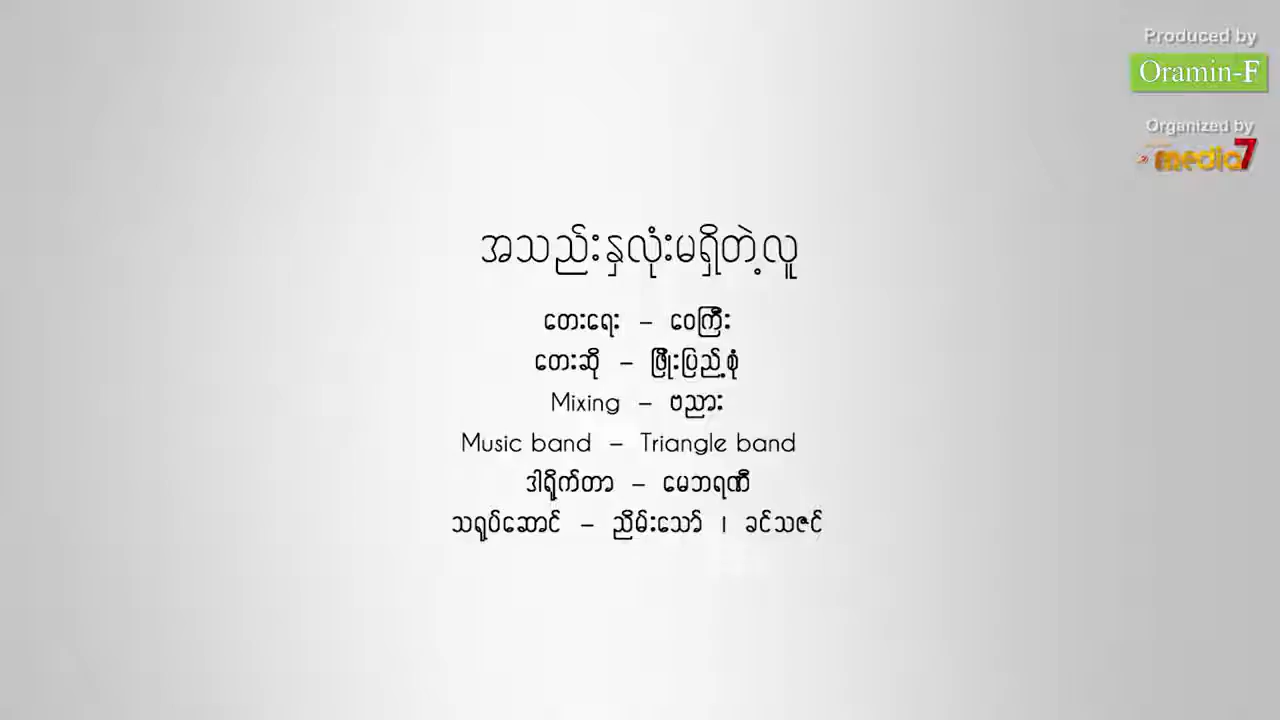 Produced by
Oramin-F
Organized by
media7
အသည်းနှလုံးမရှိတဲ့လူ
တေးရေး – ဝေကြီး
တေးဆို – ဖြိုးပြည့်စုံ
Mixing – ဗညား
Music band – Triangle band
ဒါရိုက်တာ – မေဘရဏီ
သရုပ်ဆောင် – ညိမ်းသော် ၊ ခင်သဇင်